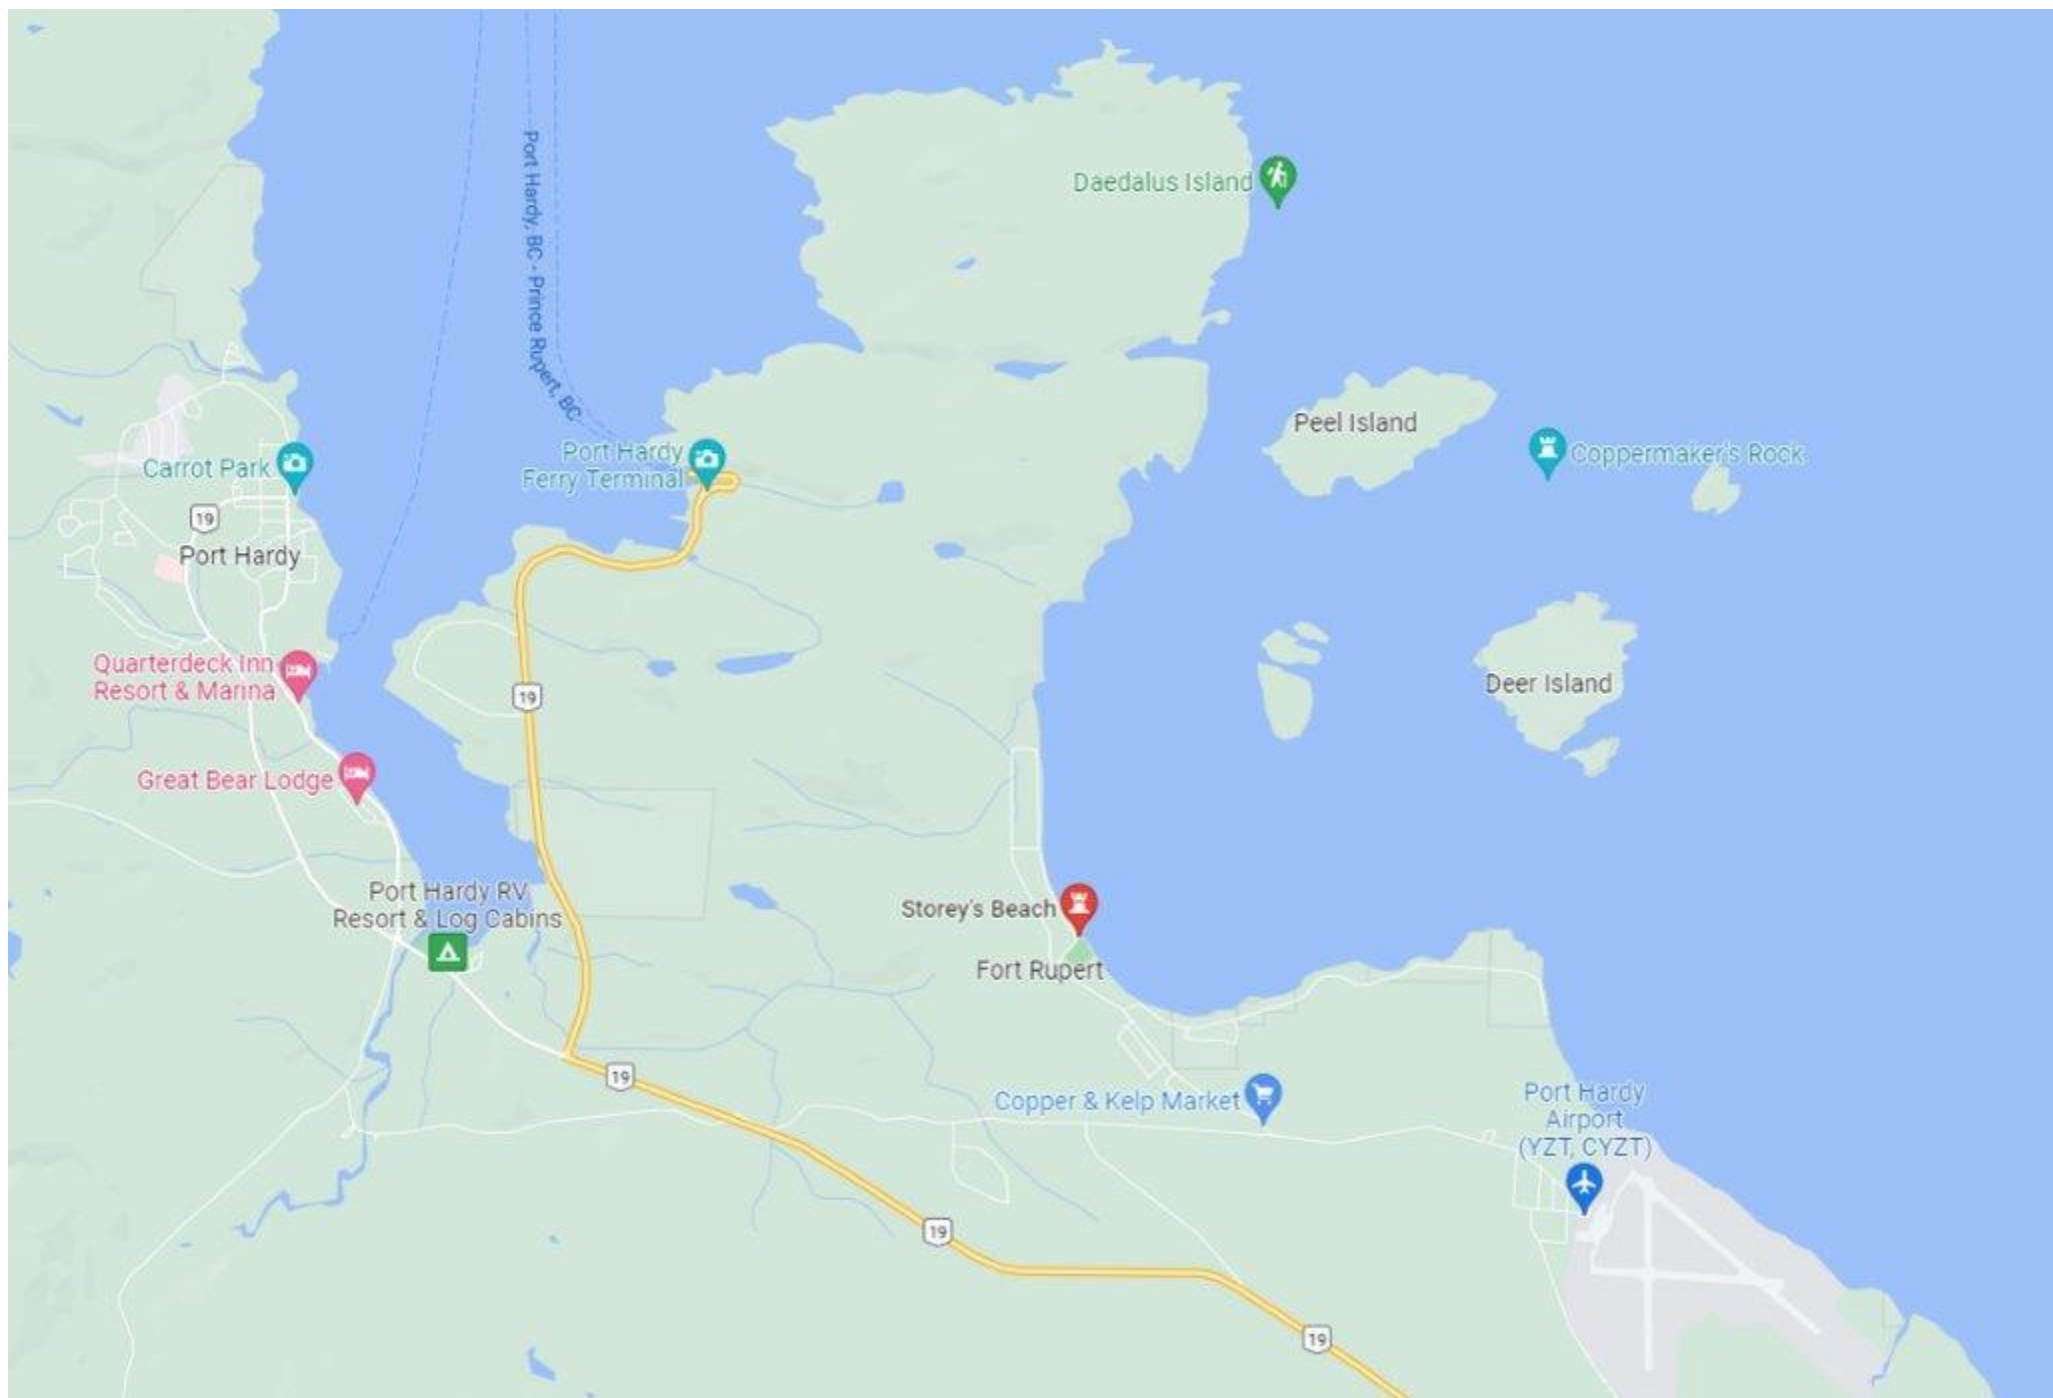 Port Hardy, BC - Prince Rupert, BC
Daedalus Island
Peel Island
Port Hardy
Ferry Terminal
Coppermaker's Rock
Carrot Park
19
Port Hardy
Quarterdeck Inn
Resort & Marina
19
Deer Island
Great Bear Lodge
Port Hardy RV
Resort & Log Cabins
Storey's Beach
Fort Rupert
19
Copper & Kelp Market
Port Hardy
Airport
(YZT, CYZT)
19
19